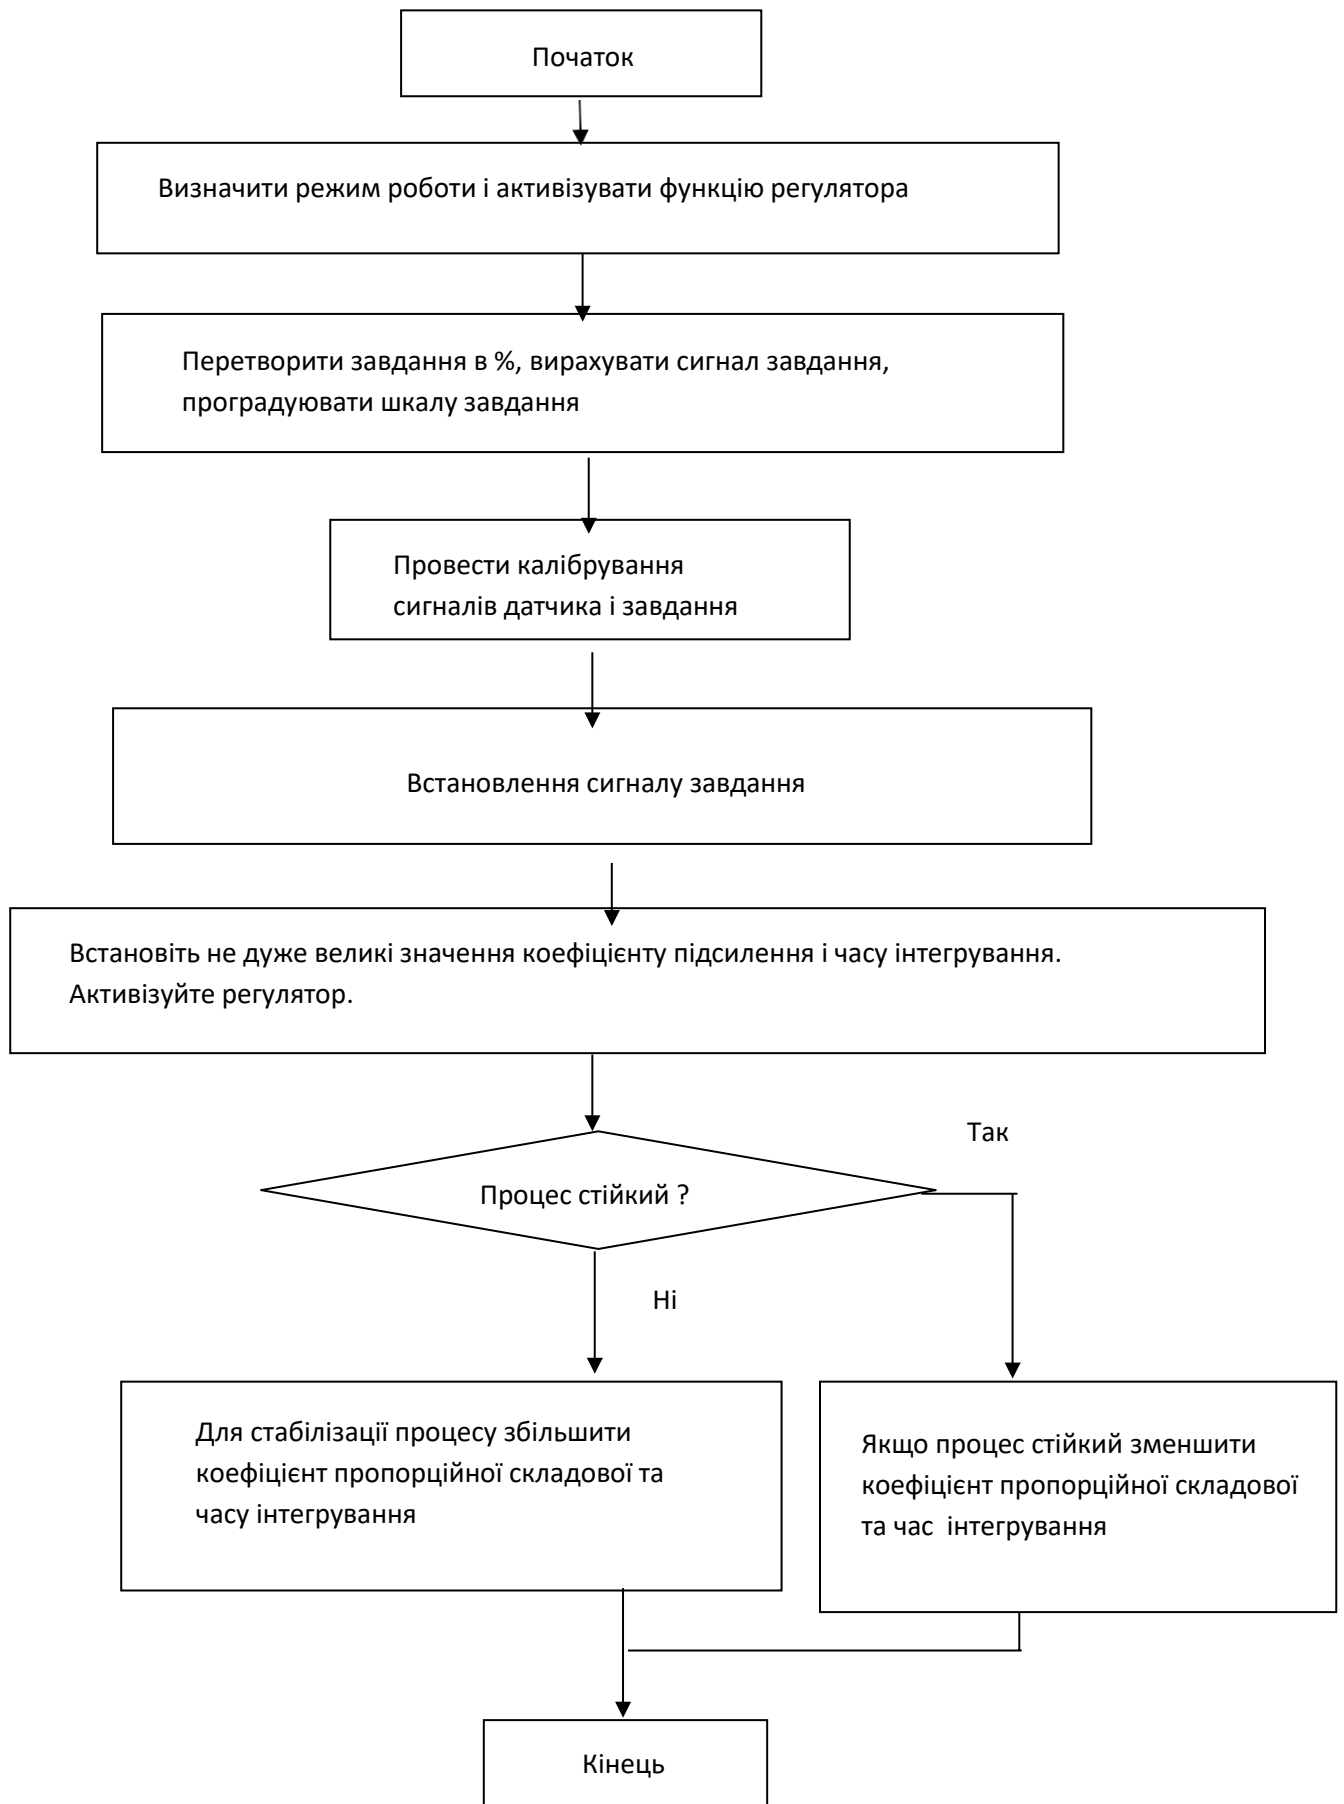 Початок
Визначити режим роботи і активізувати функцію регулятора
Перетворити завдання в %, вирахувати сигнал завдання,
проградуювати шкалу завдання
Провести калібрування
сигналів датчика і завдання
Встановлення сигналу завдання
Встановіть не дуже великі значення коефіцієнту підсилення і часу інтегрування.
Активізуйте регулятор.
Так
Процес стійкий ?
Ні
Для стабілізації процесу збільшити
коефіцієнт пропорційної складової та
часу інтегрування
Якщо процес стійкий зменшити
коефіцієнт пропорційної складової
та час інтегрування
Кінець